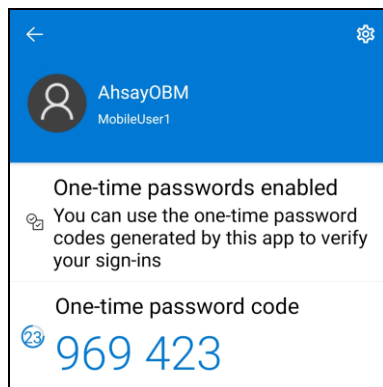 AhsayOBM
MobileUser1
One-time passwords enabled
You can use the one-time password
codes generated by this app to verify
your sign-ins
One-time password code
23
969 423